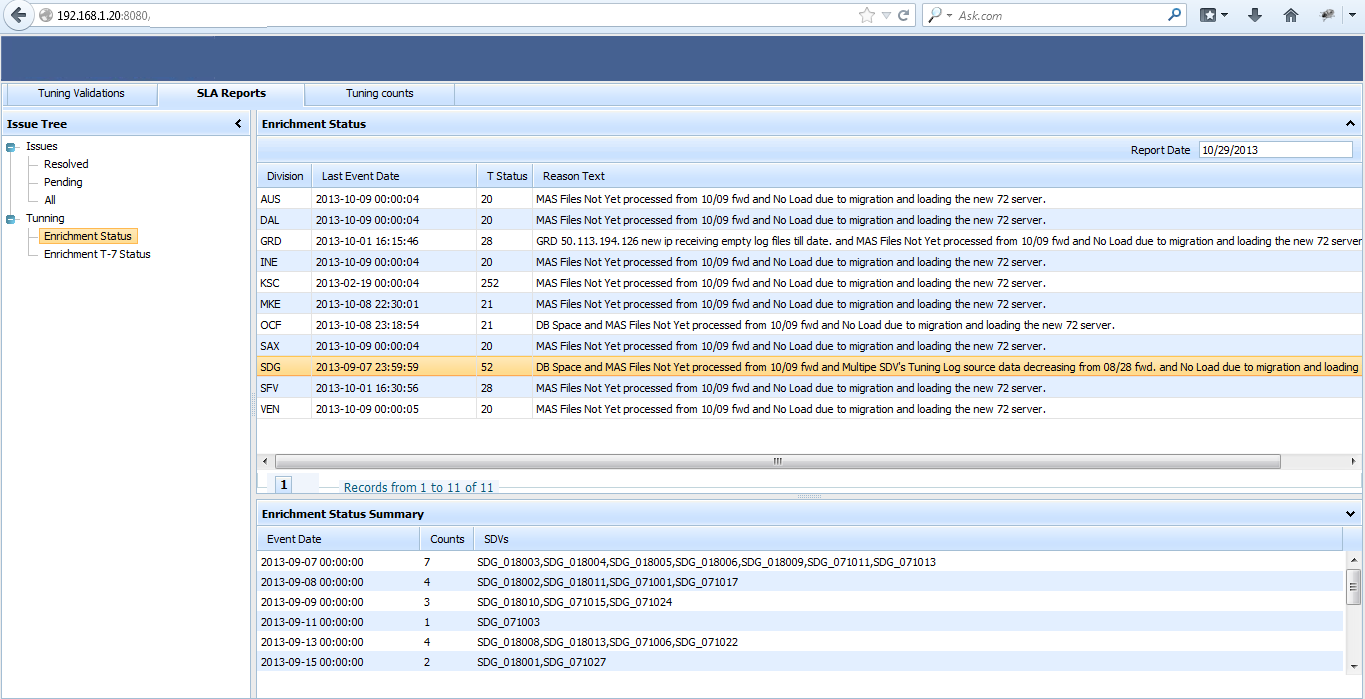 192.168.1.20:8080,
Ask.com
Tuning Validations SLA Reports Tuning counts
Issue Tree
Issues
Resolved
Pending
All
Tunning
Enrichment Status
Enrichment T-7 Status
Enrichment Status
Report Date 10/29/2013
Division Last Event Date T Status Reason Text
AUS 2013-10-09 00:00:04 20 MAS Files Not Yet processed from 10/09 fwd and No Load due to migration and loading the new 72 server.
DAL 2013-10-09 00:00:04 20 MAS Files Not Yet processed from 10/09 fwd and No Load due to migration and loading the new 72 server.
GRD 2013-10-01 16:15:46 28 GRD 50.113.194.126 new ip receiving empty log files till date. and MAS Files Not Yet processed from 10/09 fwd and No Load due to migration and loading the new 72 server
INE 2013-10-09 00:00:04 20 MAS Files Not Yet processed from 10/09 fwd and No Load due to migration and loading the new 72 server.
KSC 2013-02-19 00:00:04 252 MAS Files Not Yet processed from 10/09 fwd and No Load due to migration and loading the new 72 server.
MKE 2013-10-08 22:30:01 21 MAS Files Not Yet processed from 10/09 fwd and No Load due to migration and loading the new 72 server.
OCF 2013-10-08 23:18:54 21 DB Space and MAS Files Not Yet processed from 10/09 fwd and No Load due to migration and loading the new 72 server.
SAX 2013-10-09 00:00:04 20 MAS Files Not Yet processed from 10/09 fwd and No Load due to migration and loading the new 72 server.
SDG 2013-09-07 23:59:59 52 DB Space and MAS Files Not Yet processed from 10/09 fwd and Multipe SDV's Tuning Log source data decreasing from 08/28 fwd. and No Load due to migration and loading
SFV 2013-10-01 16:30:56 28 MAS Files Not Yet processed from 10/09 fwd and No Load due to migration and loading the new 72 server.
VEN 2013-10-09 00:00:05 20 MAS Files Not Yet processed from 10/09 fwd and No Load due to migration and loading the new 72 server.
1 Records from 1 to 11 of 11
Enrichment Status Summary
Event Date Counts SDVs
2013-09-07 00:00:00 7 SDG_018003,SDG_018004,SDG_018005,SDG_018006,SDG_018009,SDG_071011,SDG_071013
2013-09-08 00:00:00 4 SDG_018002,SDG_018011,SDG_071001,SDG_071017
2013-09-09 00:00:00 3 SDG_018010,SDG_071015,SDG_071024
2013-09-11 00:00:00 1 SDG_071003
2013-09-13 00:00:00 4 SDG_018008,SDG_018013,SDG_071006,SDG_071022
2013-09-15 00:00:00 2 SDG_018001,SDG_071027